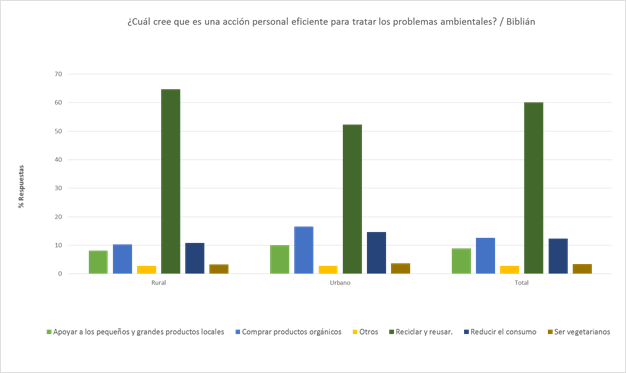 ¿Cuál cree que es una acción personal eficiente para tratar los problemas ambientales? / Biblián
70
60
50
40
30
20
10
0
% Respuestas
Rural
Urbano
Total
Apoyar a los pequeños y grandes productos locales
Comprar productos orgánicos
Otros
Reciclar y reusar.
Reducir el consumo
Ser vegetarianos